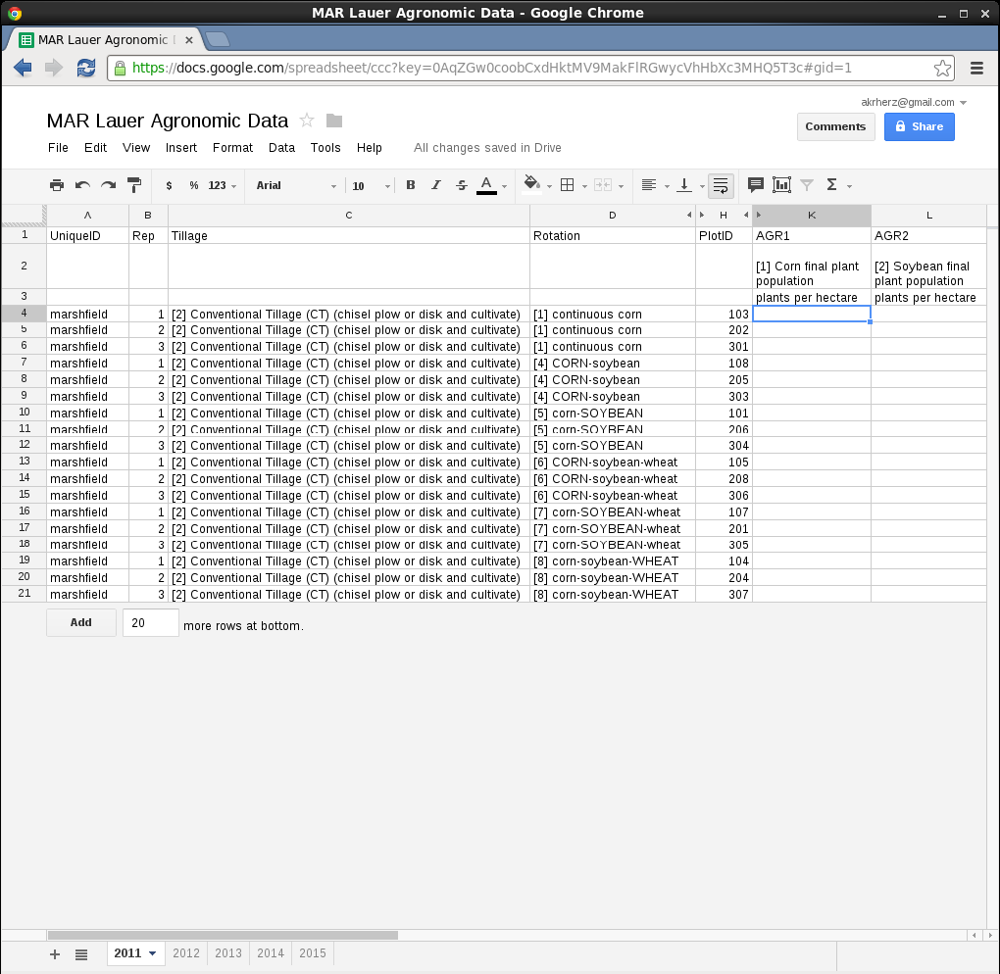 MAR Lauer Agronomic Data - Google Chrome
MAR Lauer Agronomic
https://docs.google.com/spreadsheet/ccc?key=0AqZGw0coobCxdHktMV9MakFlRGwycVhHbXc3MHQ5T3c#gid=1
akrherz@gmail.com
MAR Lauer Agronomic Data
Comments Share
File Edit View Insert Format Data Tools Help All changes saved in Drive
$ % 123 Arial 10 B I S A Σ
A B C D H K L
1 UniqueID Rep Tillage Rotation PlotID AGR1 AGR2
2 [1] Corn final plant population [2] Soybean final plant population
3 plants per hectare plants per hectare
4 marshfield 1 [2] Conventional Tillage (CT) (chisel plow or disk and cultivate) [1] continuous corn 103
5 marshfield 2 [2] Conventional Tillage (CT) (chisel plow or disk and cultivate) [1] continuous corn 202
6 marshfield 3 [2] Conventional Tillage (CT) (chisel plow or disk and cultivate) [1] continuous corn 301
7 marshfield 1 [2] Conventional Tillage (CT) (chisel plow or disk and cultivate) [4] CORN-soybean 108
8 marshfield 2 [2] Conventional Tillage (CT) (chisel plow or disk and cultivate) [4] CORN-soybean 205
9 marshfield 3 [2] Conventional Tillage (CT) (chisel plow or disk and cultivate) [4] CORN-soybean 303
10 marshfield 1 [2] Conventional Tillage (CT) (chisel plow or disk and cultivate) [5] corn-SOYBEAN 101
11 marshfield 2 [2] Conventional Tillage (CT) (chisel plow or disk and cultivate) [5] corn-SOYBEAN 206
12 marshfield 3 [2] Conventional Tillage (CT) (chisel plow or disk and cultivate) [5] corn-SOYBEAN 304
13 marshfield 1 [2] Conventional Tillage (CT) (chisel plow or disk and cultivate) [6] CORN-soybean-wheat 105
14 marshfield 2 [2] Conventional Tillage (CT) (chisel plow or disk and cultivate) [6] CORN-soybean-wheat 208
15 marshfield 3 [2] Conventional Tillage (CT) (chisel plow or disk and cultivate) [6] CORN-soybean-wheat 306
16 marshfield 1 [2] Conventional Tillage (CT) (chisel plow or disk and cultivate) [7] corn-SOYBEAN-wheat 107
17 marshfield 2 [2] Conventional Tillage (CT) (chisel plow or disk and cultivate) [7] corn-SOYBEAN-wheat 201
18 marshfield 3 [2] Conventional Tillage (CT) (chisel plow or disk and cultivate) [7] corn-SOYBEAN-wheat 305
19 marshfield 1 [2] Conventional Tillage (CT) (chisel plow or disk and cultivate) [8] corn-soybean-WHEAT 104
20 marshfield 2 [2] Conventional Tillage (CT) (chisel plow or disk and cultivate) [8] corn-soybean-WHEAT 204
21 marshfield 3 [2] Conventional Tillage (CT) (chisel plow or disk and cultivate) [8] corn-soybean-WHEAT 307
Add 20 more rows at bottom.
2011 2012 2013 2014 2015